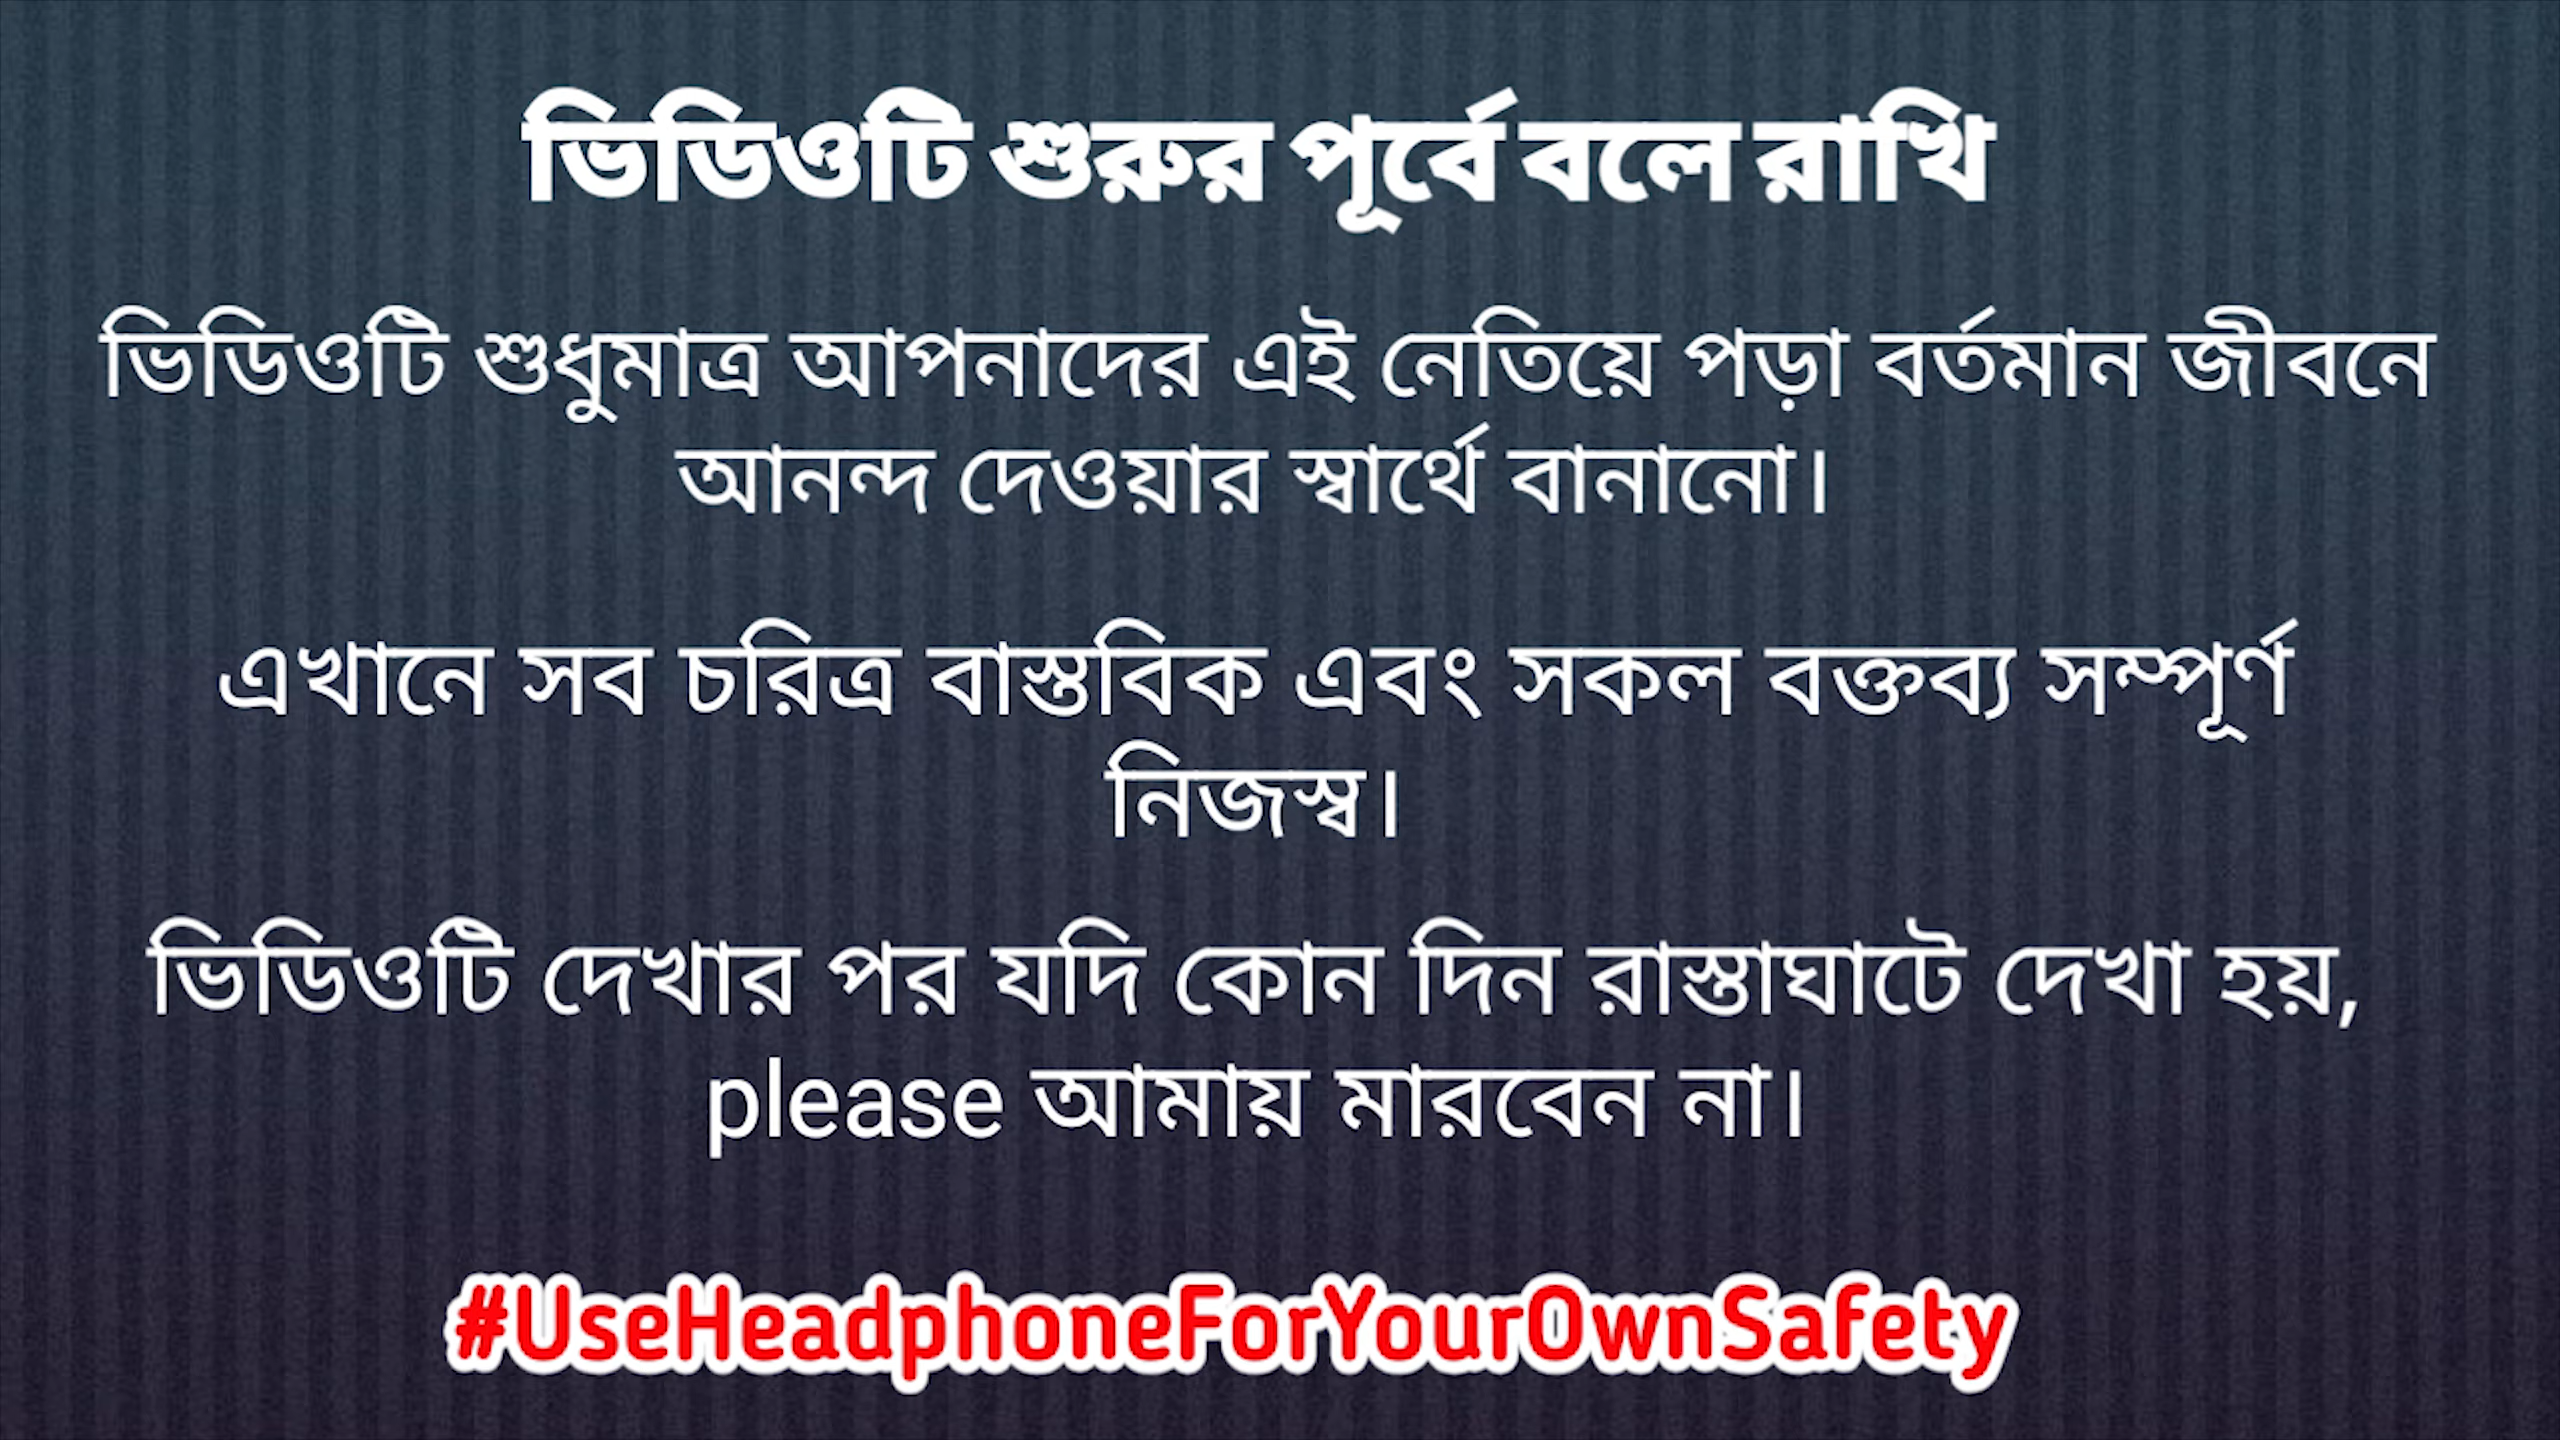 ভিডিওটি শুরুর পূর্বে বলে রাখি
ভিডিওটি শুধুমাত্র আপনাদের এই নেতিয়ে পড়া বর্তমান জীবনে
আনন্দ দেওয়ার স্বার্থে বানানো।
এখানে সব চরিত্র বাস্তবিক এবং সকল বক্তব্য সম্পূর্ণ
নিজস্ব।
ভিডিওটি দেখার পর যদি কোন দিন রাস্তাঘাটে দেখা হয়,
please আমায় মারবেন না।
#UseHeadphoneForYourOwnSafety